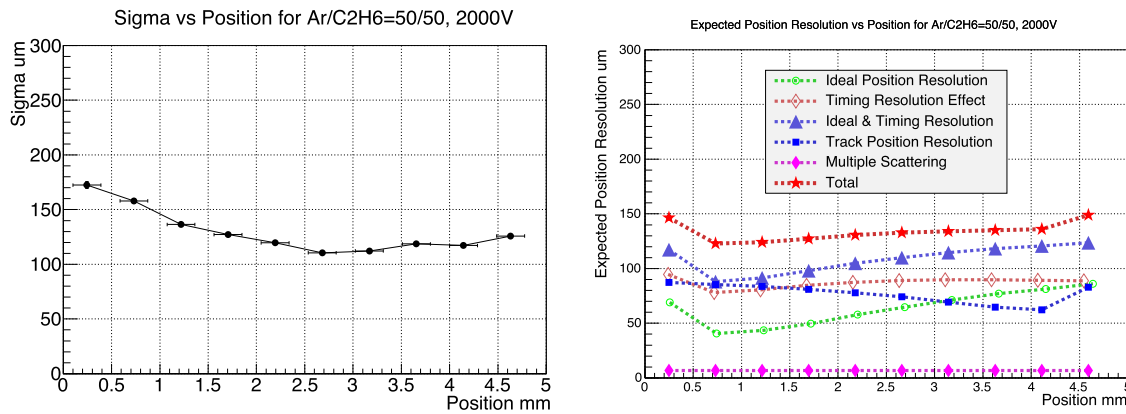 Sigma vs Position for Ar/C2H6=50/50, 2000V
Sigma um
300
250
200
150
100
50
0
0 0.5 1 1.5 2 2.5 3 3.5 4 4.5 5
Position mm
Expected Position Resolution vs Position for Ar/C2H6=50/50, 2000V
Expected Position Resolution um
300
250
200
150
100
50
0
Ideal Position Resolution
Timing Resolution Effect
Ideal & Timing Resolution
Track Position Resolution
Multiple Scattering
Total
0 0.5 1 1.5 2 2.5 3 3.5 4 4.5 5
Position mm